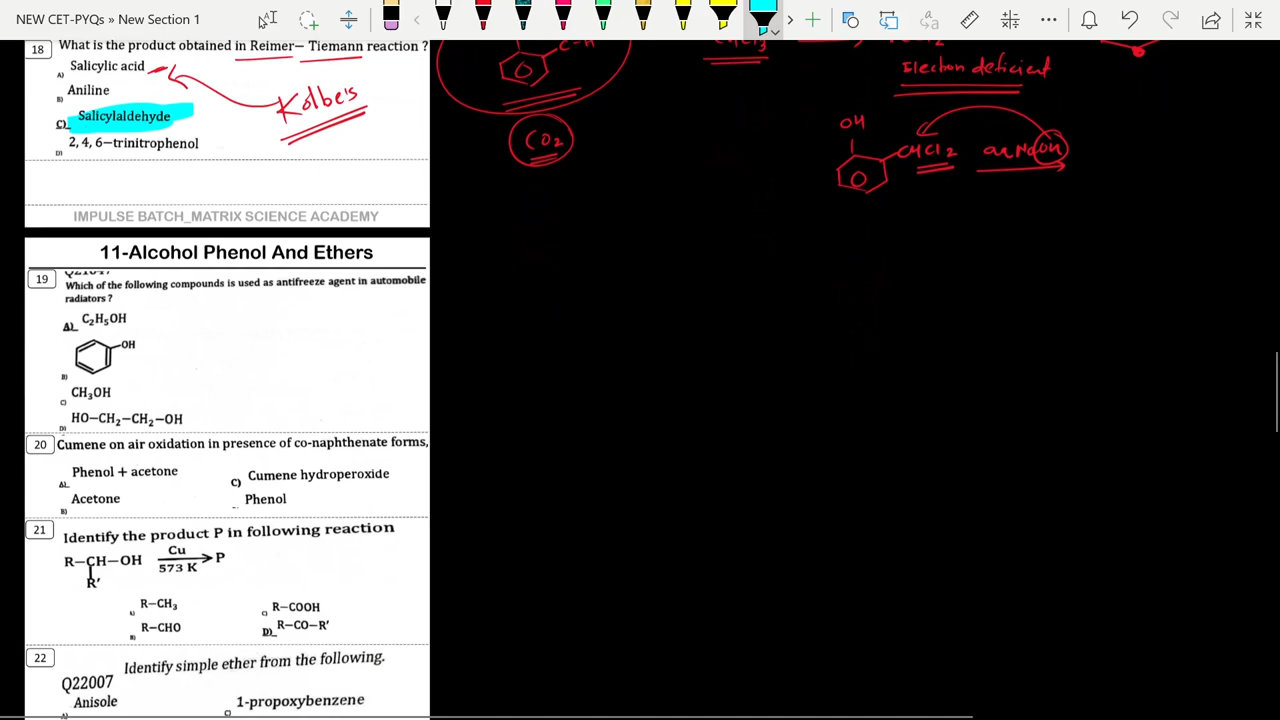 NEW CET-PYQs » New Section 1
18 What is the product obtained in Reimer— Tiemann reaction ?
A) Salicylic acid
B) Aniline
C) Salicylaldehyde
D) 2, 4, 6—trinitrophenol
Kolbe's
IMPULSE BATCH_MATRIX SCIENCE ACADEMY
C-H
CO2
Electron deficient
OH
CHCl2 aq NaOH
11-Alcohol Phenol And Ethers
19 Which of the following compounds is used as antifreeze agent in automobile
radiators ?
A) C₂H₅OH
OH
B)
C) CH₃OH
D) HO—CH₂—CH₂—OH
20 Cumene on air oxidation in presence of co-naphthenate forms,
A) Phenol + acetone C) Cumene hydroperoxide
B) Acetone Phenol
21 Identify the product P in following reaction
R—CH—OH Cu P
573 K
R′
A) R—CH₃ C) R—COOH
B) R—CHO D) R—CO—R′
22 Identify simple ether from the following.
Q22007
A) Anisole C) 1-propoxybenzene